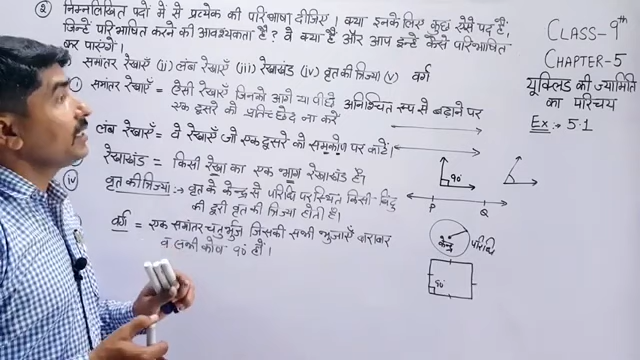 ② निम्नलिखित पदों में से प्रत्येक की परिभाषा दीजिए। क्या इनके लिए कुछ ऐसे पद हैं,
जिन्हें परिभाषित करने की आवश्यकता है? वे क्या हैं और आप इन्हें कैसे परिभाषित
कर पाएंगे।
समांतर रेखाएँ (ii) लंब रेखाएँ (iii) रेखाखंड (iv) वृत की त्रिज्या (v) वर्ग
① समांतर रेखाएँ = ऐसी रेखाएँ जिनको आगे या पीछे अनिश्चित रूप से बढ़ाने पर
एक दूसरे को प्रतिच्छेद ना करें
लंब रेखाएँ = वे रेखाएँ जो एक दूसरे को समकोण पर काटें।
रेखाखंड = किसी रेखा का एक भाग रेखाखंड है।
(iv) वृत की त्रिज्या :→ वृत के केन्द्र से परिधि पर स्थित किसी बिंदु
की दूरी वृत की त्रिज्या होती है।
वर्ग = एक समांतर चतुर्भुज जिसकी सभी भुजाएँ बराबर
व सभी कोण 90° हों।
CLASS-9th
CHAPTER-5
यूक्लिड की ज्यामिति
का परिचय
Ex:→ 5.1
90°
P Q
केन्द्र परिधि
90°